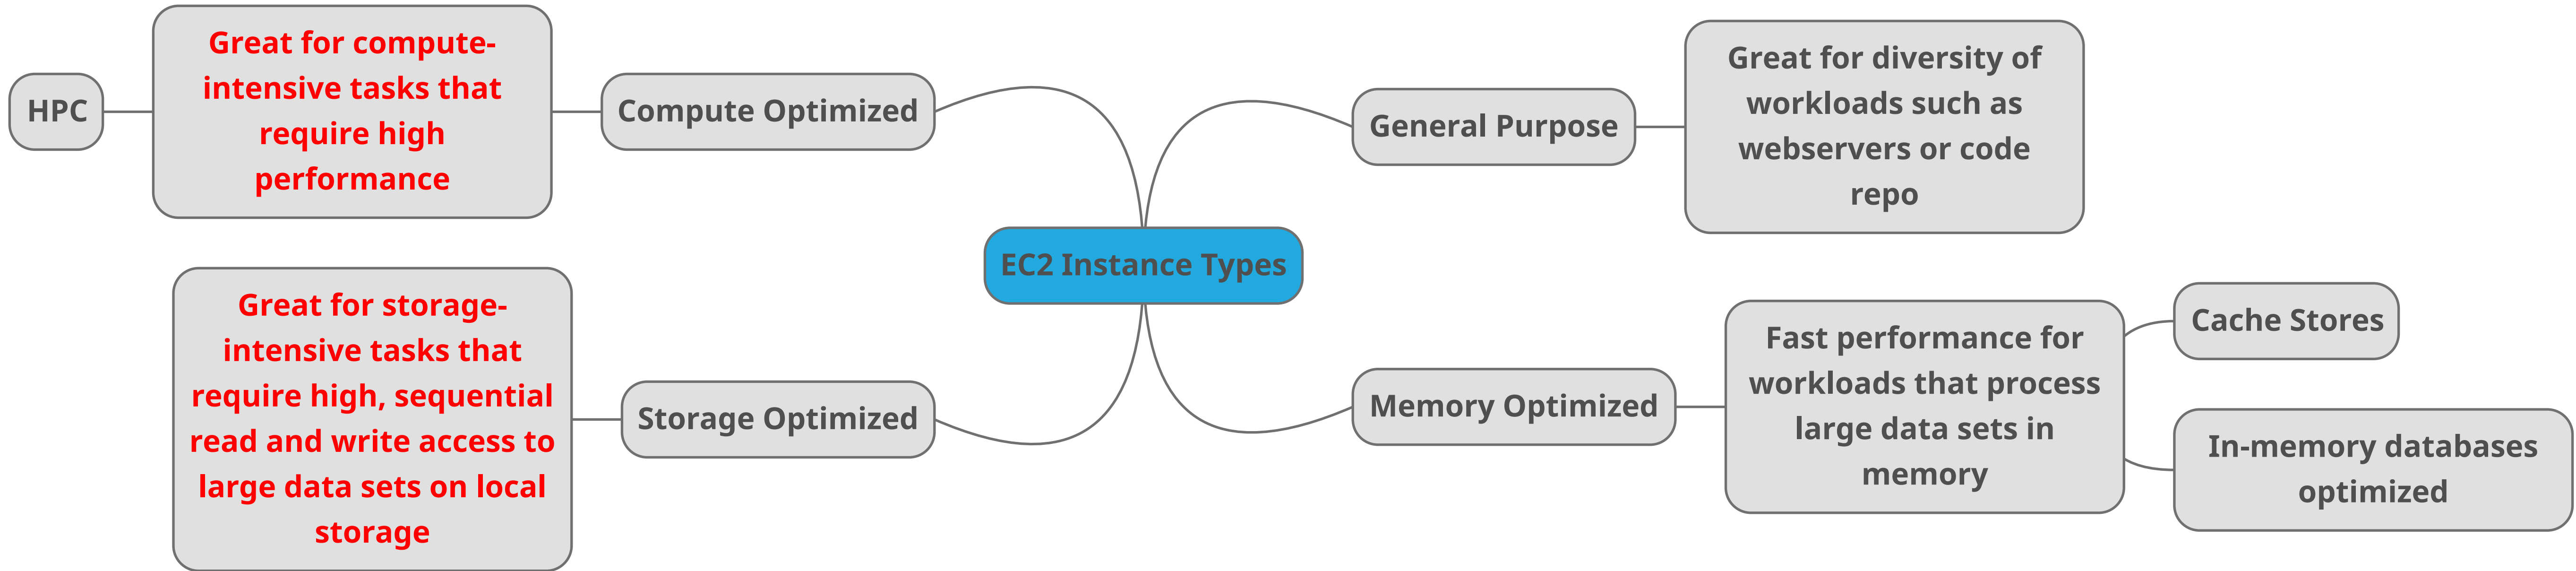 HPC
Great for compute-
intensive tasks that
require high
performance
Compute Optimized
Great for storage-
intensive tasks that
require high, sequential
read and write access to
large data sets on local
storage
Storage Optimized
EC2 Instance Types
General Purpose
Great for diversity of
workloads such as
webservers or code
repo
Memory Optimized
Fast performance for
workloads that process
large data sets in
memory
Cache Stores
In-memory databases
optimized